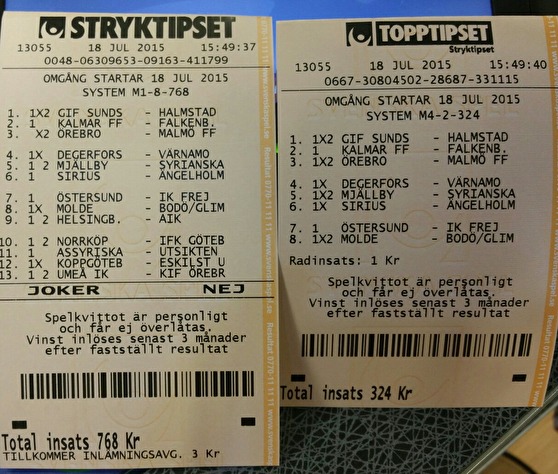 STRYKTIPSET
13055 18 JUL 2015 15:49:37
0048-06309653-09163-411799
OMGÅNG STARTAR 18 JUL 2015
SYSTEM M1-8-768
1. 1X2 GIF SUNDS - HALMSTAD
2. 1 KALMAR FF - FALKENB.
3. X2 ÖREBRO - MALMÖ FF
4. 1X DEGERFORS - VÄRNAMO
5. 1 2 MJÄLLBY - SYRIANSKA
6. 1 SIRIUS - ÄNGELHOLM
7. 1 ÖSTERSUND - IK FREJ
8. 1X MOLDE - BODÖ/GLIM
9. 1 2 HELSINGB. - AIK
10. 1 2 NORRKÖP - IFK GÖTEB
11. 1 ASSYRISKA - UTSIKTEN
12. 1X KOPPGÖTEB - ESKILST U
13. 1 2 UMEÅ IK - KIF ÖREBR
JOKER NEJ
Spelkvittot är personligt
och får ej överlåtas.
Vinst inlöses senast 3 månader
efter fastställt resultat
Total insats 768 Kr
TILLKOMMER INLÄMNINGSAVG. 3 Kr
Resultat 0770-11 11 11
TOPPTIPSET
Stryktipset
13055 18 JUL 2015 15:49:40
0667-30804502-28687-331115
OMGÅNG STARTAR 18 JUL 2015
SYSTEM M4-2-324
1. 1X2 GIF SUNDS - HALMSTAD
2. 1 KALMAR FF - FALKENB.
3. 1X2 ÖREBRO - MALMÖ FF
4. 1X DEGERFORS - VÄRNAMO
5. 1X2 MJÄLLBY - SYRIANSKA
6. 1X SIRIUS - ÄNGELHOLM
7. 1 ÖSTERSUND - IK FREJ
8. 1X2 MOLDE - BODÖ/GLIM
Radinsats: 1 Kr
Spelkvittot är personligt
och får ej överlåtas.
Vinst inlöses senast 3 månader
efter fastställt resultat
Total insats 324 Kr
Resultat 0770-11 11 11